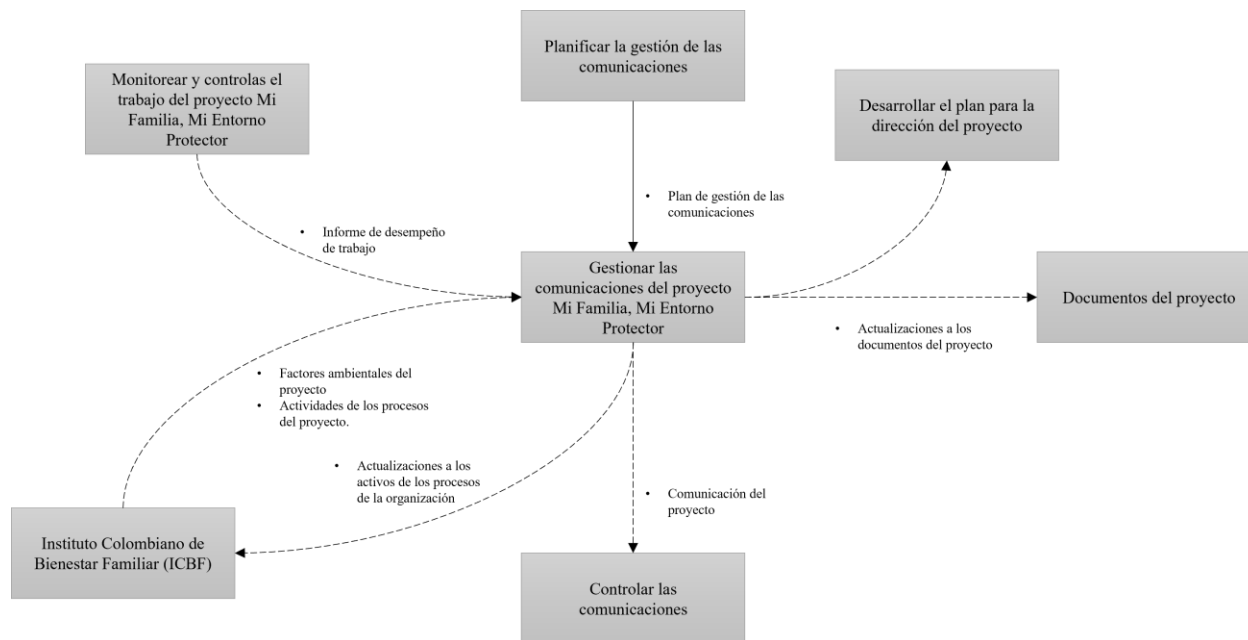 Planificar la gestión de las
comunicaciones
Monitorear y controlas el
trabajo del proyecto Mi
Familia, Mi Entorno
Protector
Desarrollar el plan para la
dirección del proyecto
• Plan de gestión de las
comunicaciones
• Informe de desempeño
de trabajo
Gestionar las
comunicaciones del proyecto
Mi Familia, Mi Entorno
Protector
Documentos del proyecto
• Actualizaciones a los
documentos del proyecto
• Factores ambientales del
proyecto
• Actividades de los procesos
del proyecto.
• Actualizaciones a los
activos de los procesos
de la organización
• Comunicación del
proyecto
Instituto Colombiano de
Bienestar Familiar (ICBF)
Controlar las
comunicaciones